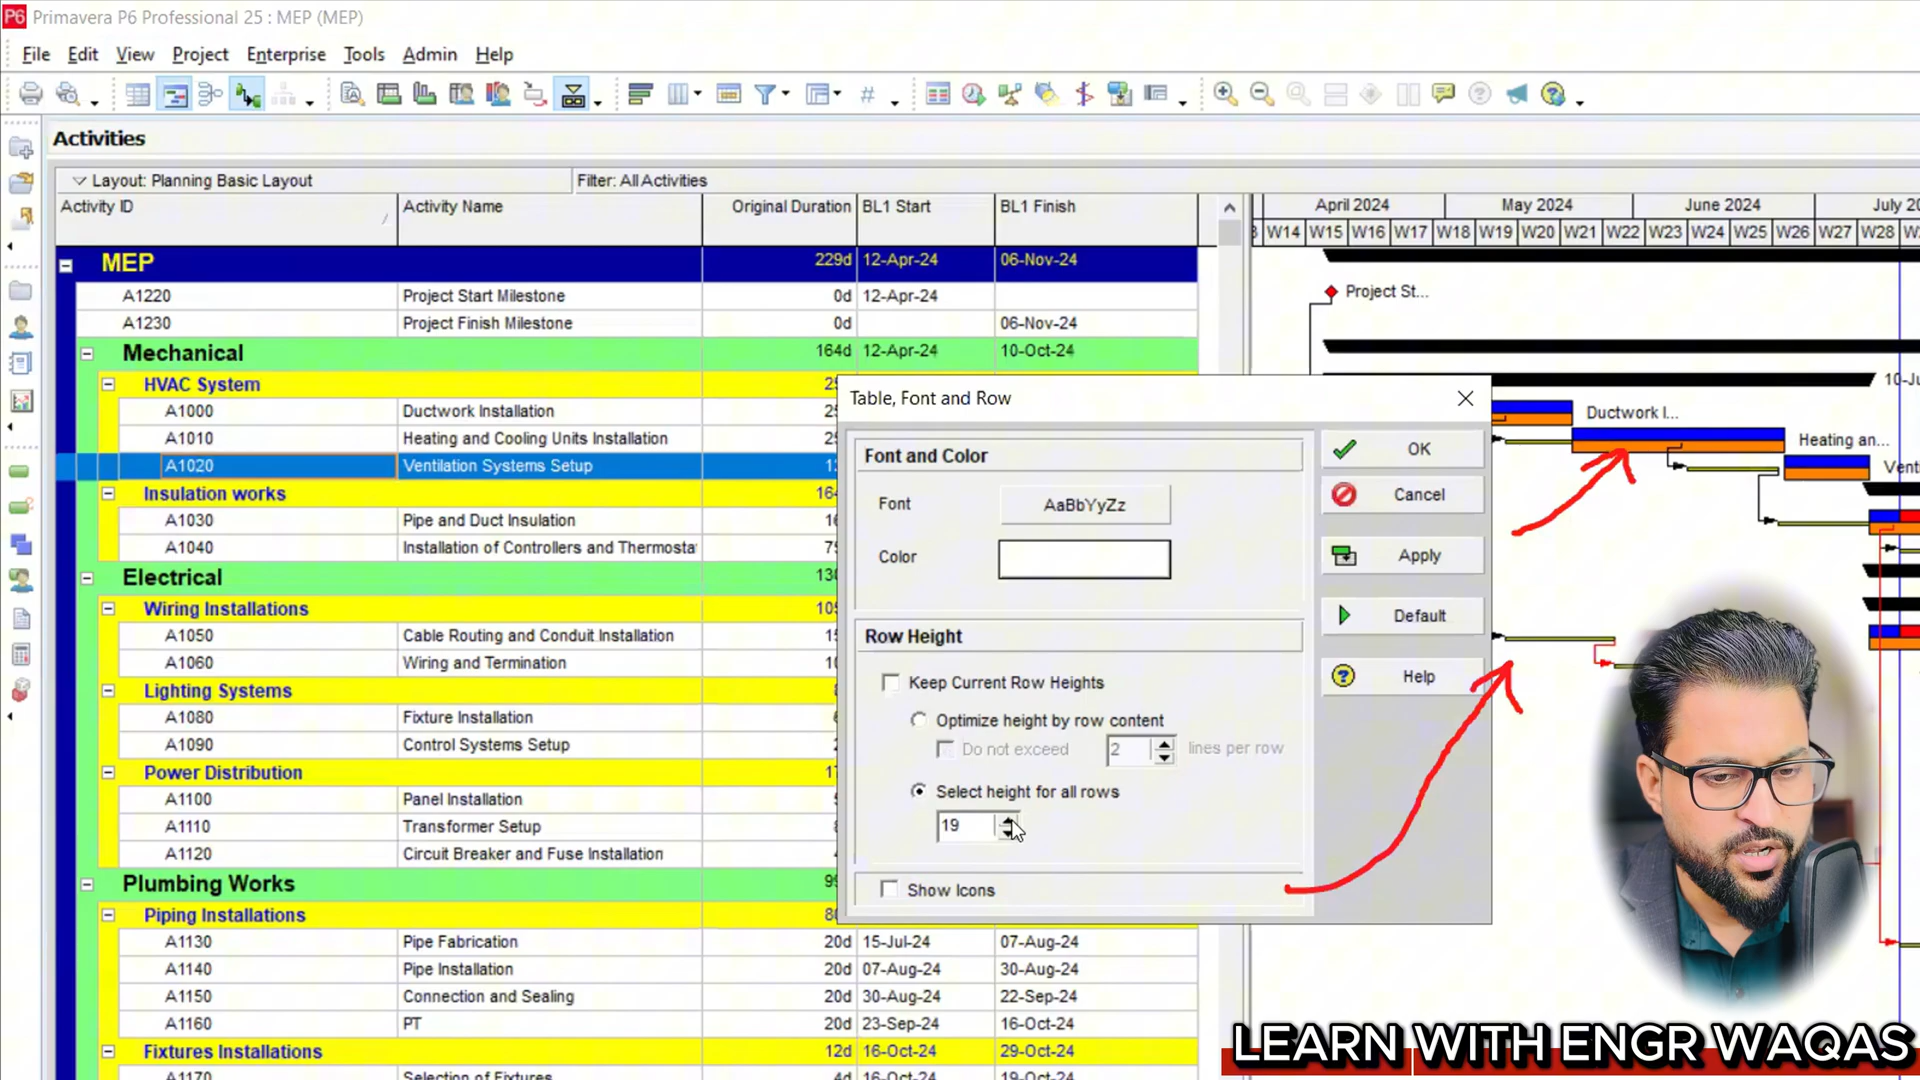 P6 Primavera P6 Professional 25 : MEP (MEP)
File Edit View Project Enterprise Tools Admin Help
Activities
Layout: Planning Basic Layout Filter: All Activities
Activity ID Activity Name Original Duration BL1 Start BL1 Finish
April 2024 May 2024 June 2024
W14 W15 W16 W17 W18 W19 W20 W21 W22 W23 W24 W25 W26 W27 W28
MEP 229d 12-Apr-24 06-Nov-24
A1220 Project Start Milestone 0d 12-Apr-24 Project St...
A1230 Project Finish Milestone 0d 06-Nov-24
Mechanical 164d 12-Apr-24 10-Oct-24
HVAC System
A1000 Ductwork Installation Ductwork I...
A1010 Heating and Cooling Units Installation Heating an...
A1020 Ventilation Systems Setup
Insulation works
A1030 Pipe and Duct Insulation
A1040 Installation of Controllers and Thermosta
Electrical
Wiring Installations
A1050 Cable Routing and Conduit Installation
A1060 Wiring and Termination
Lighting Systems
A1080 Fixture Installation
A1090 Control Systems Setup
Power Distribution
A1100 Panel Installation
A1110 Transformer Setup
A1120 Circuit Breaker and Fuse Installation
Plumbing Works
Piping Installations
A1130 Pipe Fabrication 20d 15-Jul-24 07-Aug-24
A1140 Pipe Installation 20d 07-Aug-24 30-Aug-24
A1150 Connection and Sealing 20d 30-Aug-24 22-Sep-24
A1160 PT 20d 23-Sep-24 16-Oct-24
Fixtures Installations 12d 16-Oct-24 29-Oct-24
A1170 Selection of Fixtures 4d 16-Oct-24 19-Oct-24
Table, Font and Row
Font and Color
Font AaBbYyZz
Color
Row Height
Keep Current Row Heights
Optimize height by row content
Do not exceed 2 lines per row
Select height for all rows
19
Show Icons
OK
Cancel
Apply
Default
Help
LEARN WITH ENGR WAQAS